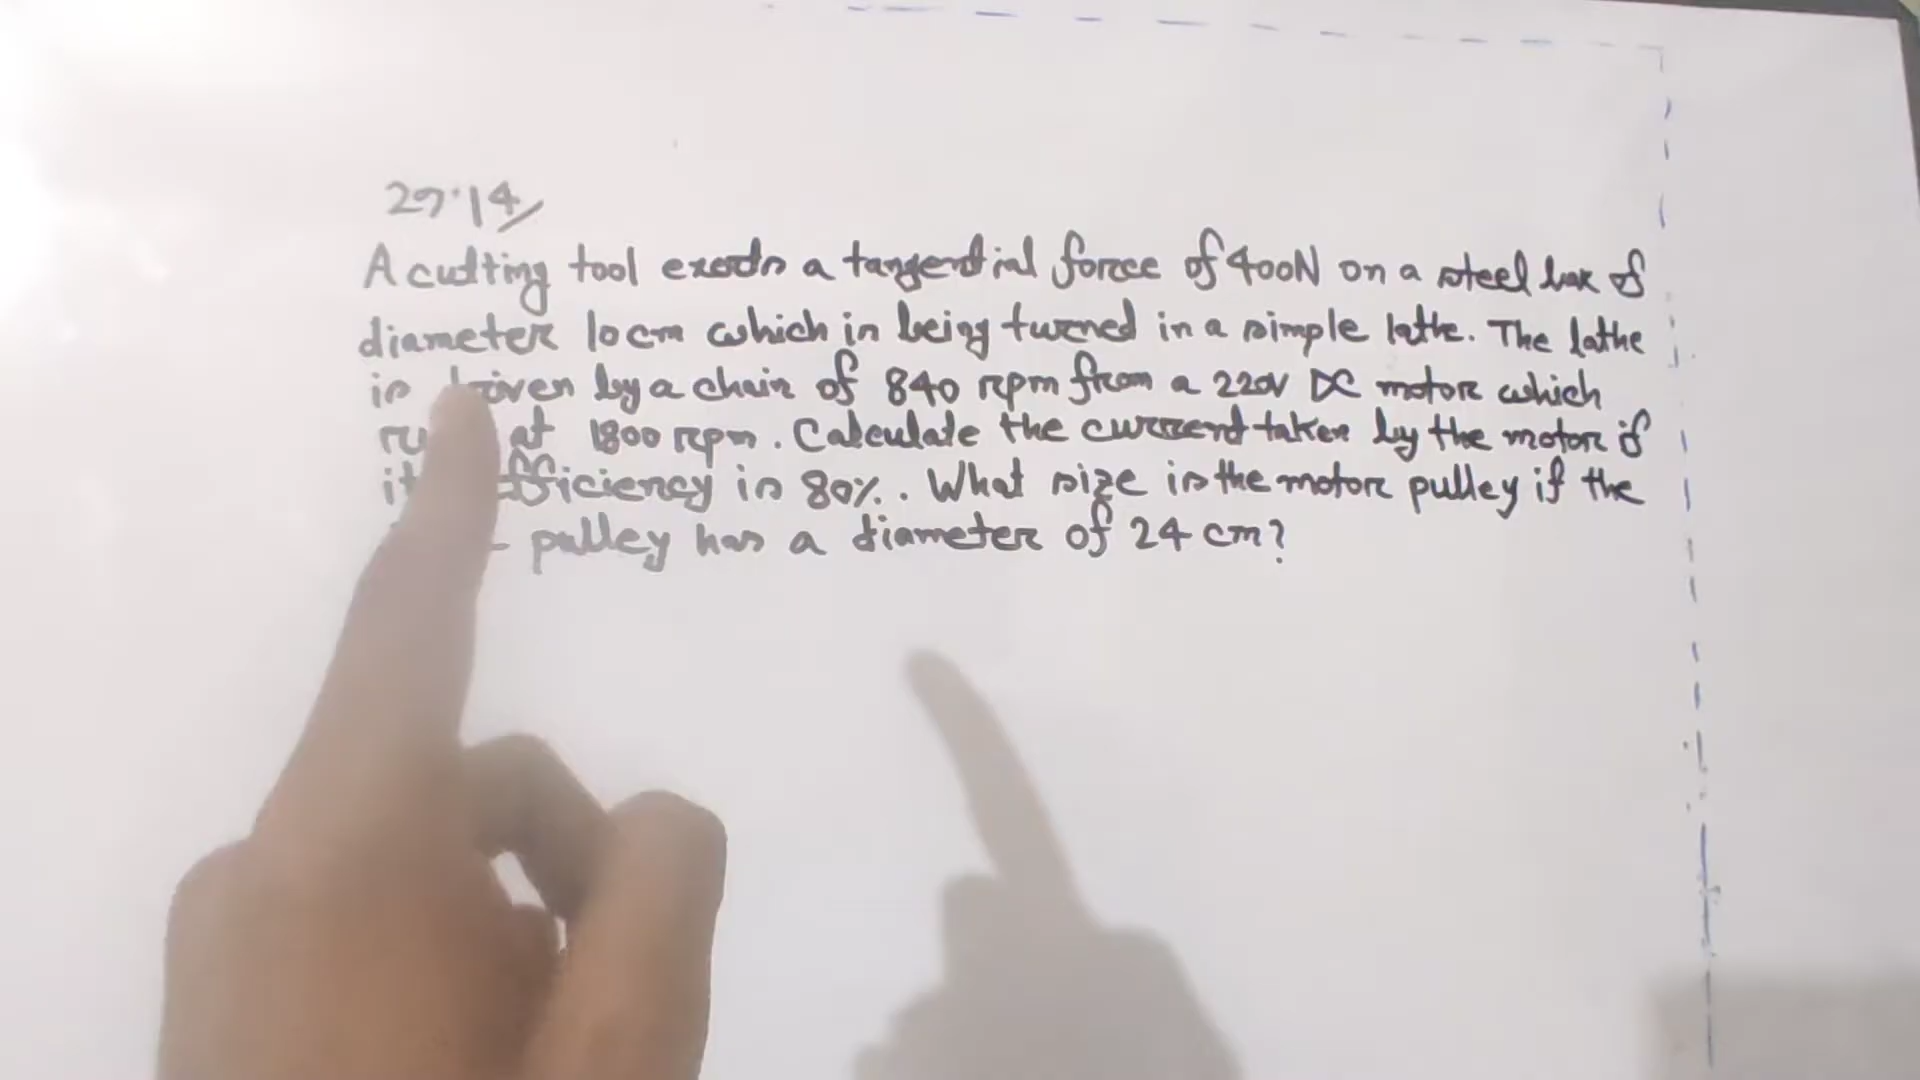 29.14
A cutting tool exerts a tangential force of 400N on a steel bar of
diameter 10cm which is being turned in a simple lathe. The lathe
is driven by a chain of 840 rpm from a 220V DC motor which
at 1800 rpm. Calculate the current taken by the motor if
efficiency is 80%. What size is the motor pulley if the
pulley has a diameter of 24 cm?